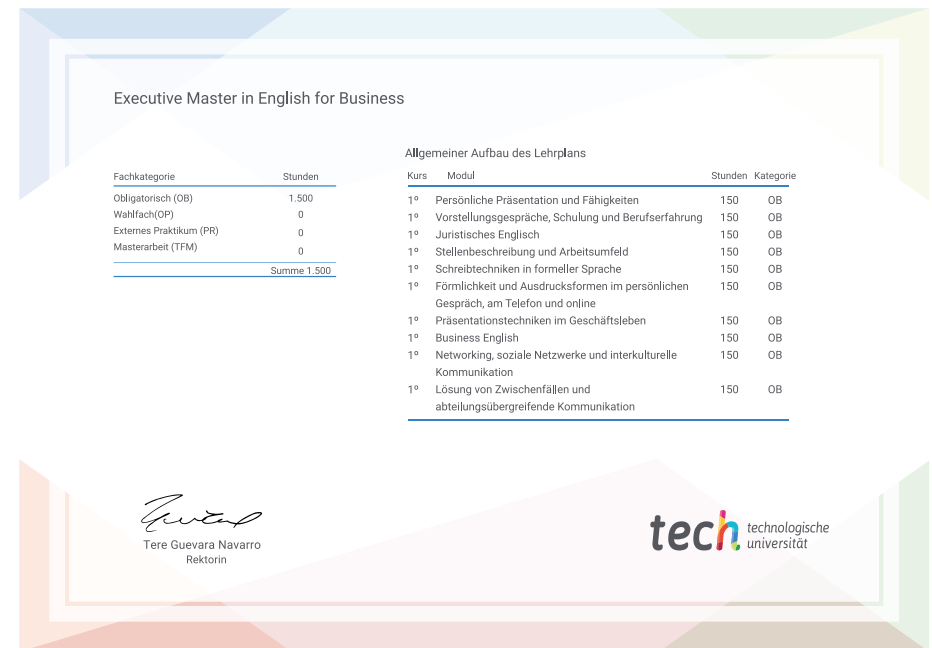 Executive Master in English for Business
Allgemeiner Aufbau des Lehrplans
Fachkategorie Stunden
Obligatorisch (OB) 1.500
Wahlfach(OP) 0
Externes Praktikum (PR) 0
Masterarbeit (TFM) 0
Summe 1.500
Kurs Modul Stunden Kategorie
1º Persönliche Präsentation und Fähigkeiten 150 OB
1º Vorstellungsgespräche, Schulung und Berufserfahrung 150 OB
1º Juristisches Englisch 150 OB
1º Stellenbeschreibung und Arbeitsumfeld 150 OB
1º Schreibtechniken in formeller Sprache 150 OB
1º Förmlichkeit und Ausdrucksformen im persönlichen 150 OB
Gespräch, am Telefon und online
1º Präsentationstechniken im Geschäftsleben 150 OB
1º Business English 150 OB
1º Networking, soziale Netzwerke und interkulturelle 150 OB
Kommunikation
1º Lösung von Zwischenfällen und 150 OB
abteilungsübergreifende Kommunikation
Tere Guevara Navarro
Rektorin
tech technologische
universität